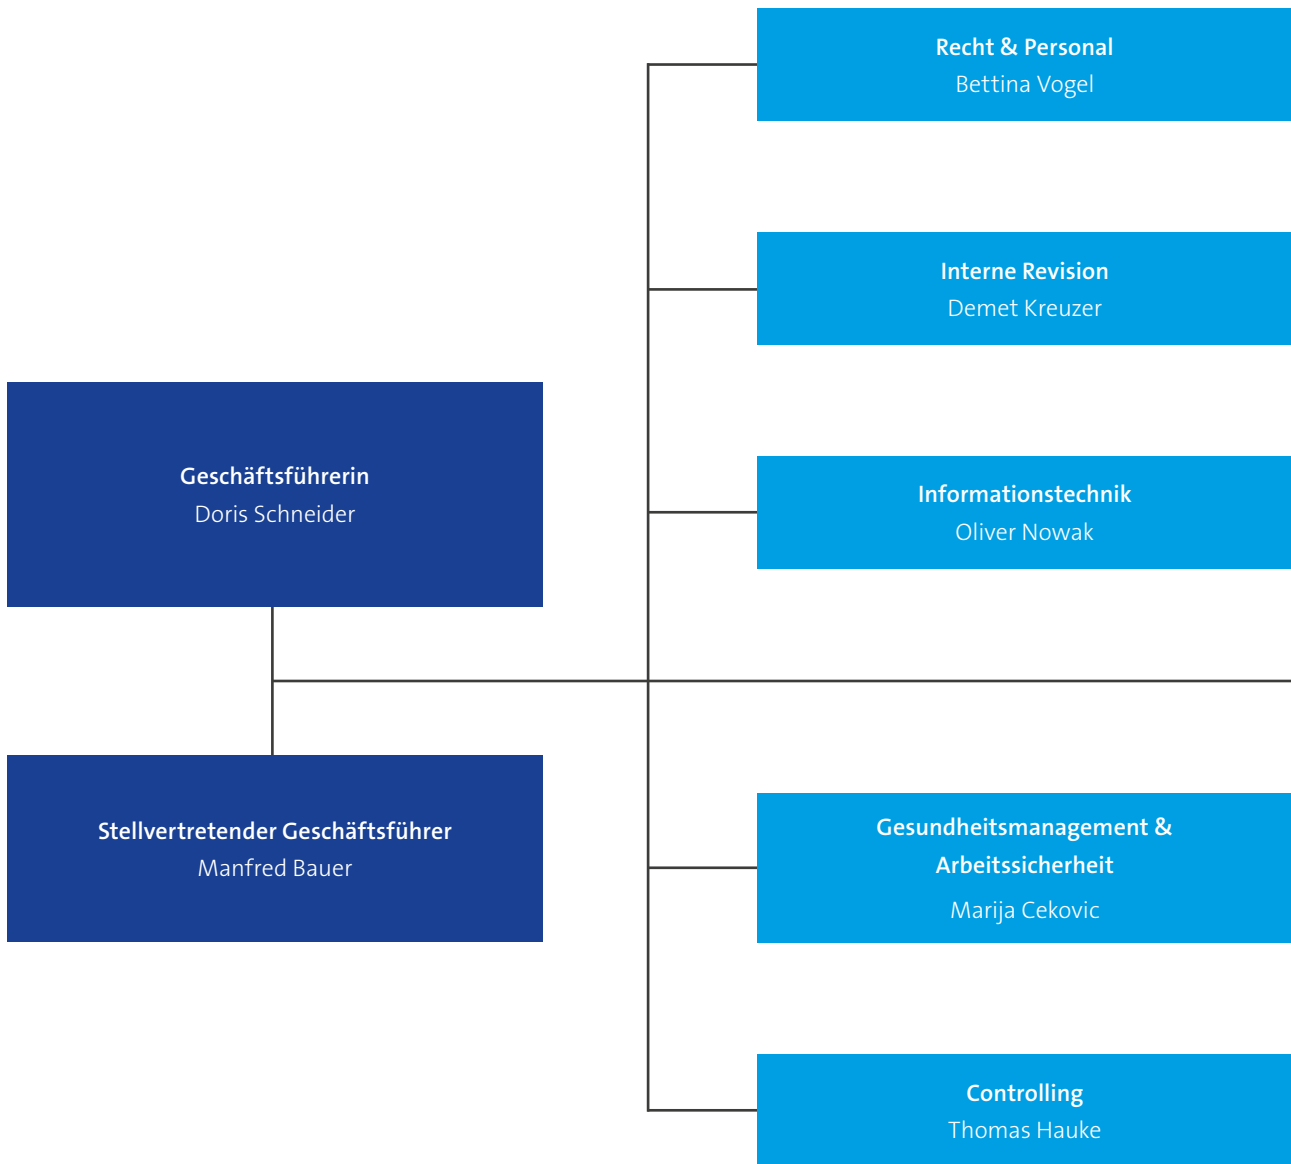 Recht & Personal
Bettina Vogel
Interne Revision
Demet Kreuzer
Geschäftsführerin
Doris Schneider
Informationstechnik
Oliver Nowak
Stellvertretender Geschäftsführer
Manfred Bauer
Gesundheitsmanagement &
Arbeitssicherheit
Marija Cekovic
Controlling
Thomas Hauke